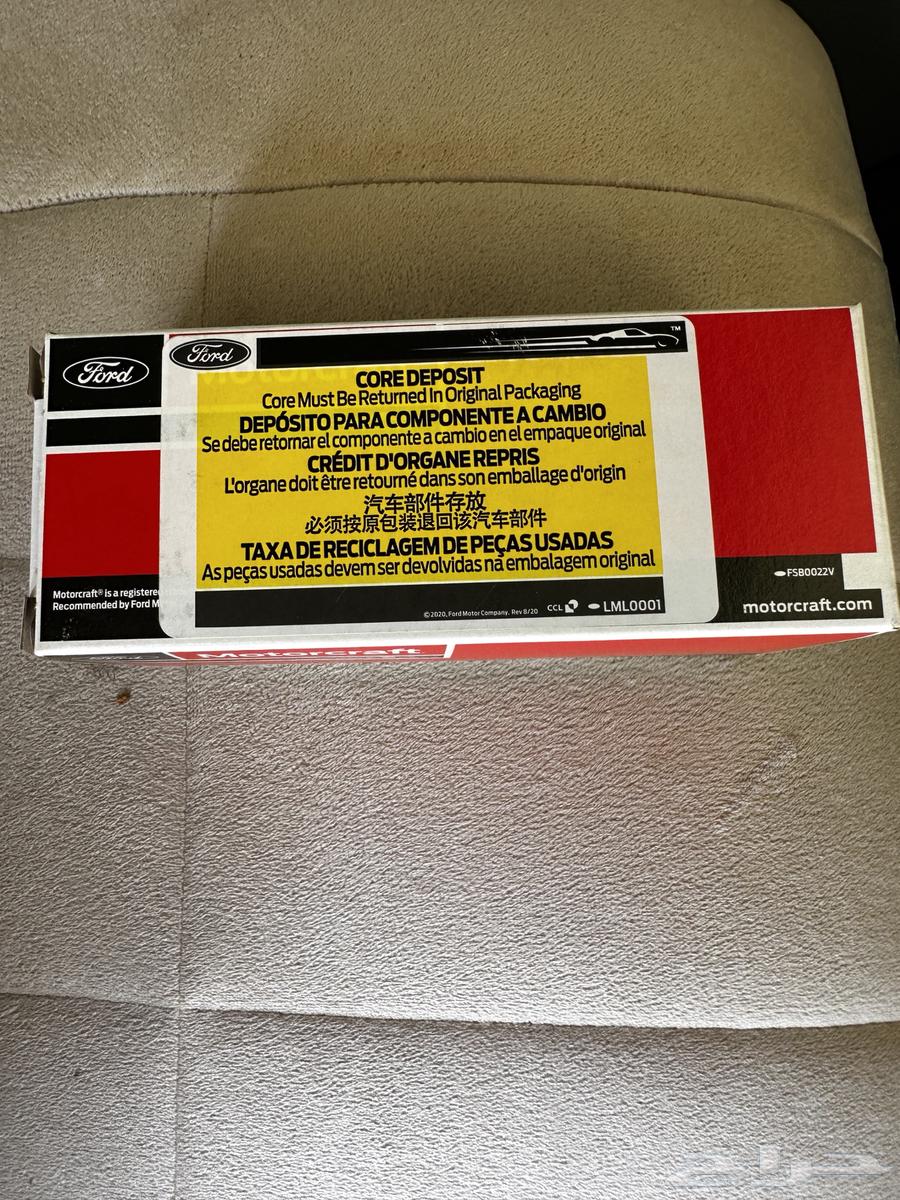 Ford
Ford
TM
CORE DEPOSIT
Core Must Be Returned In Original Packaging
DEPÓSITO PARA COMPONENTE A CAMBIO
Se debe retornar el componente a cambio en el empaque original
CRÉDIT D'ORGANE REPRIS
L'organe doit être retourné dans son emballage d'origin
汽车部件存放
必须按原包装退回该汽车部件
TAXA DE RECICLAGEM DE PEÇAS USADAS
As peças usadas devem ser devolvidas na embalagem original
FSB0022V
Motorcraft® is a registered
Recommended by Ford M
©2020, Ford Motor Company. Rev 8/20
CCL
LML0001
motorcraft.com
Motorcraft